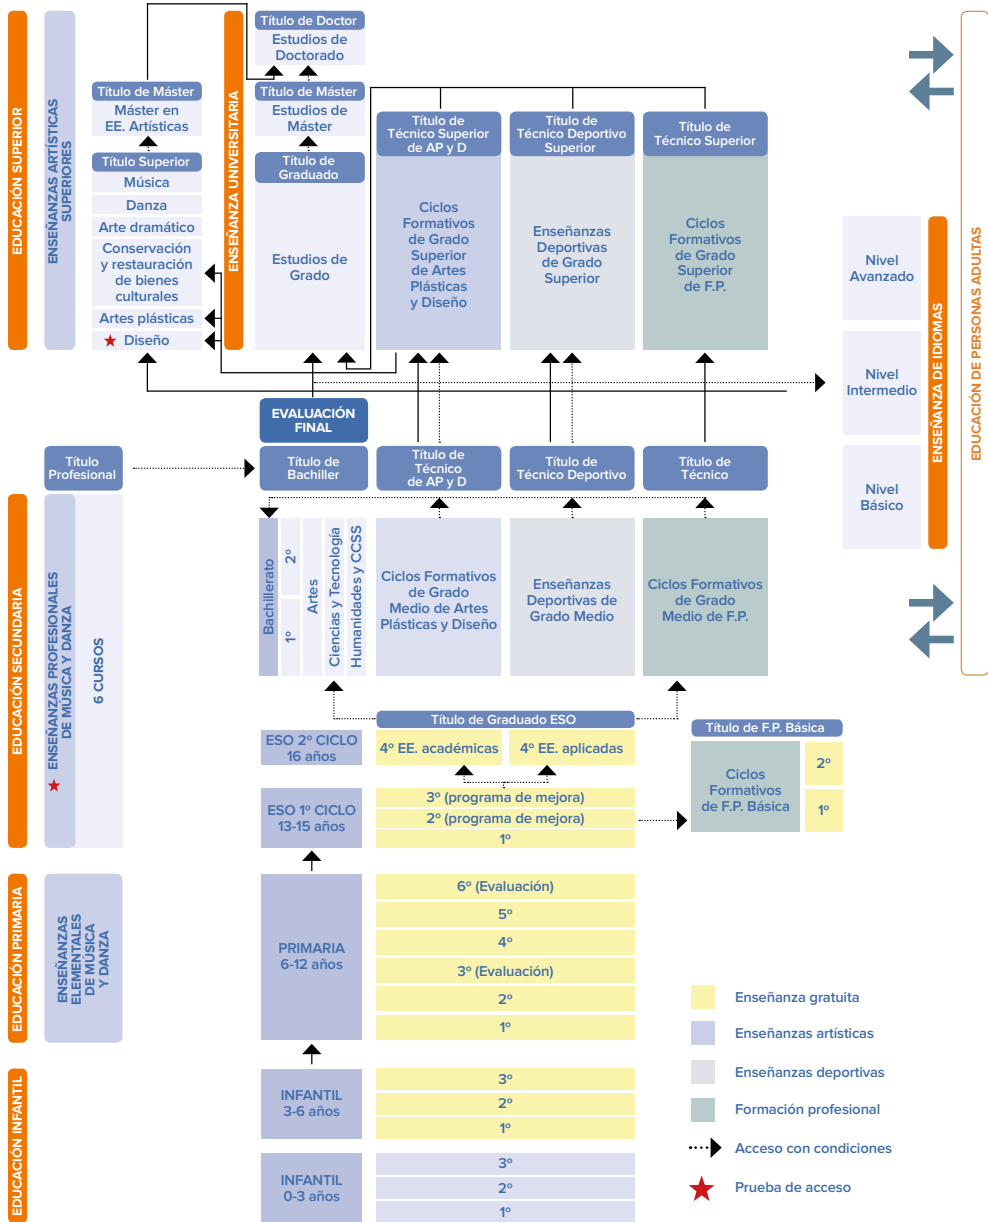 EDUCACIÓN SUPERIOR
ENSEÑANZAS ARTÍSTICAS
SUPERIORES
Título de Máster
Máster en
EE. Artísticas
Título Superior
Música
Danza
Arte dramático
Conservación
y restauración
de bienes
culturales
Artes plásticas
Diseño
ENSEÑANZA UNIVERSITARIA
Título de Doctor
Estudios de
Doctorado
Título de Máster
Estudios de
Máster
Título de
Graduado
Estudios de
Grado
Título de
Técnico Superior
de AP y D
Ciclos
Formativos
de Grado
Superior
de Artes
Plásticas
y Diseño
Título de
Técnico Deportivo
Superior
Enseñanzas
Deportivas
de Grado
Superior
Título de
Técnico Superior
Ciclos
Formativos
de Grado
Superior
de F.P.
Nivel
Avanzado
Nivel
Intermedio
Nivel
Básico
ENSEÑANZA DE IDIOMAS
EDUCACIÓN DE PERSONAS ADULTAS
EVALUACIÓN
FINAL
Título
Profesional
Título de
Bachiller
Título de
Técnico
de AP y D
Título de
Técnico Deportivo
Título de
Técnico
EDUCACIÓN SECUNDARIA
ENSEÑANZAS PROFESIONALES
DE MÚSICA Y DANZA
6 CURSOS
Bachillerato
2º
1º
Artes
Ciencias y Tecnología
Humanidades y CCSS
Ciclos Formativos
de Grado
Medio de Artes
Plásticas y Diseño
Enseñanzas
Deportivas de
Grado Medio
Ciclos Formativos
de Grado
Medio de F.P.
Título de Graduado ESO
ESO 2º CICLO
16 años
4º EE. académicas
4º EE. aplicadas
Título de F.P. Básica
Ciclos
Formativos
de F.P. Básica
2º
1º
ESO 1º CICLO
13-15 años
3º (programa de mejora)
2º (programa de mejora)
1º
EDUCACIÓN PRIMARIA
ENSEÑANZAS
ELEMENTALES
DE MÚSICA
Y DANZA
PRIMARIA
6-12 años
6º (Evaluación)
5º
4º
3º (Evaluación)
2º
1º
EDUCACIÓN INFANTIL
INFANTIL
3-6 años
3º
2º
1º
INFANTIL
0-3 años
3º
2º
1º
Enseñanza gratuita
Enseñanzas artísticas
Enseñanzas deportivas
Formación profesional
Acceso con condiciones
Prueba de acceso